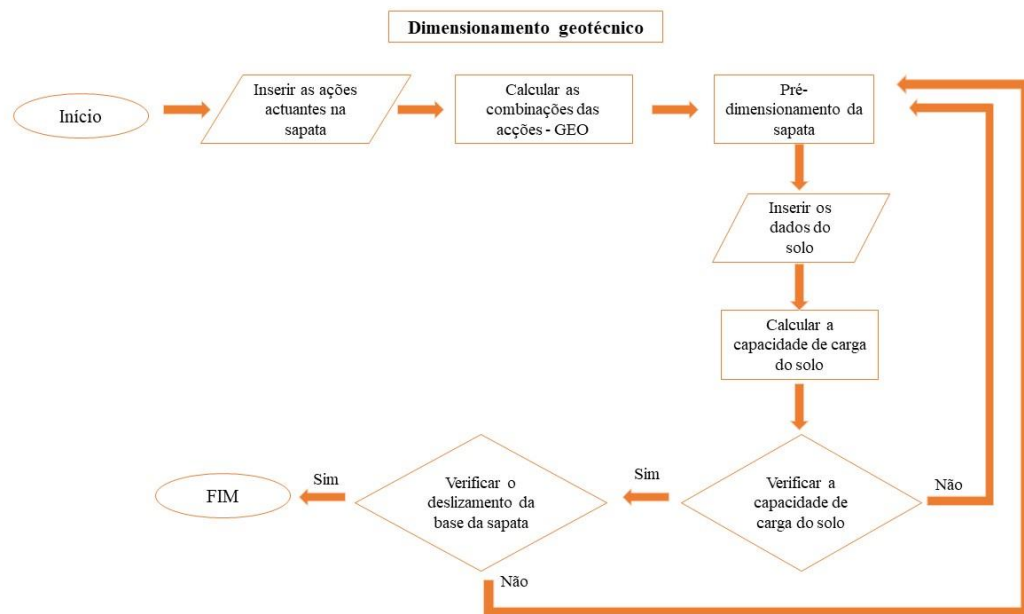 Dimensionamento geotécnico
Início
Inserir as ações
actuantes na
sapata
Calcular as
combinações das
acções - GEO
Pré-
dimensionamento da
sapata
Inserir os
dados do
solo
Calcular a
capacidade de carga
do solo
Verificar a
capacidade de
carga do solo
Não
Sim
Verificar o
deslizamento da
base da sapata
Não
Sim
FIM